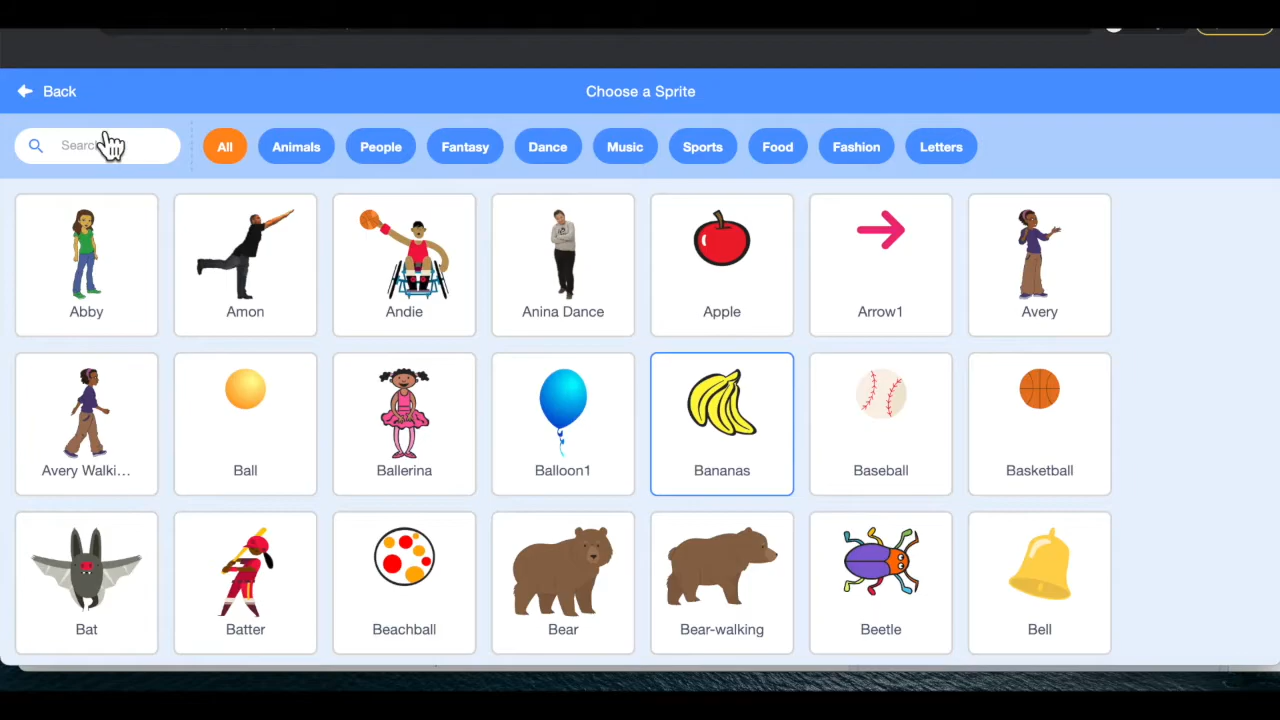 Back
Choose a Sprite
Search
All
Animals
People
Fantasy
Dance
Music
Sports
Food
Fashion
Letters
Abby
Amon
Andie
Anina Dance
Apple
Arrow1
Avery
Avery Walki...
Ball
Ballerina
Balloon1
Bananas
Baseball
Basketball
Bat
Batter
Beachball
Bear
Bear-walking
Beetle
Bell